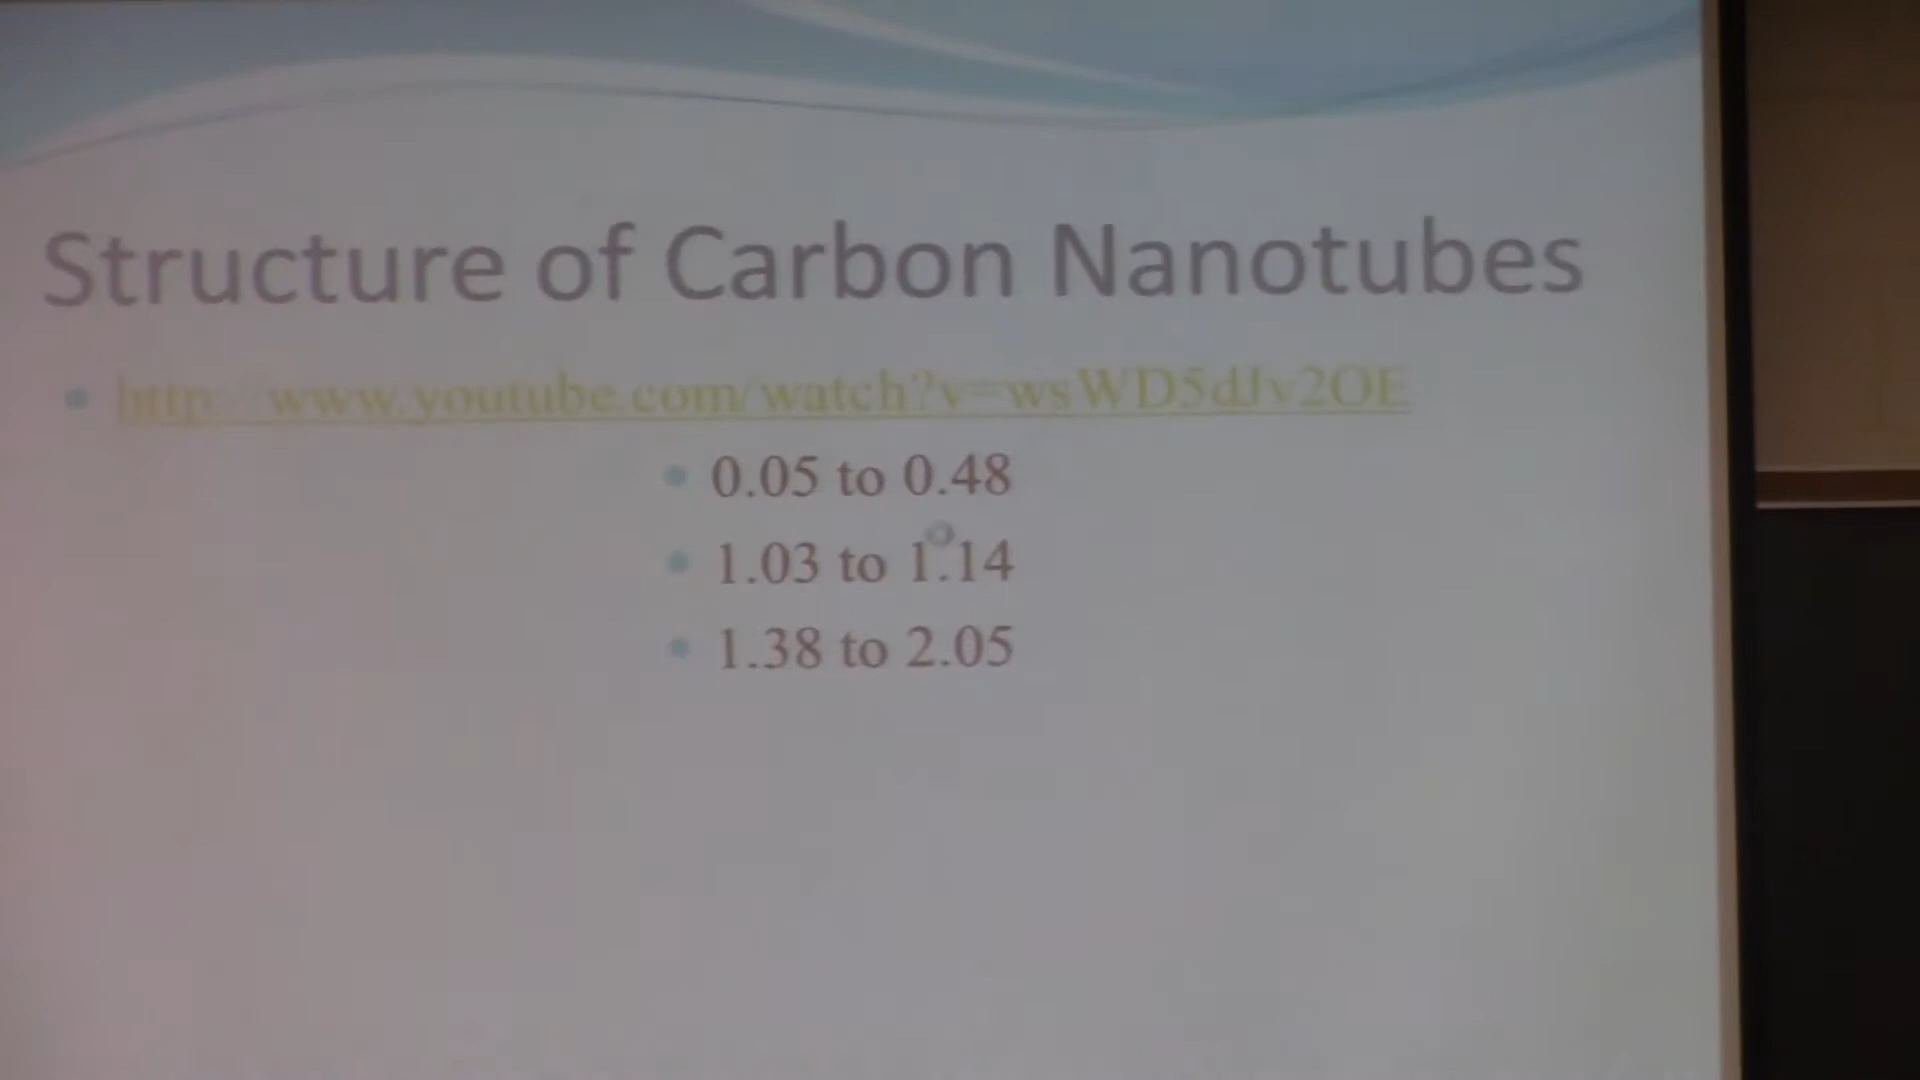 Structure of Carbon Nanotubes
http://www.youtube.com/watch?v=wsWD5dJv2OE
0.05 to 0.48
1.03 to 1.14
1.38 to 2.05